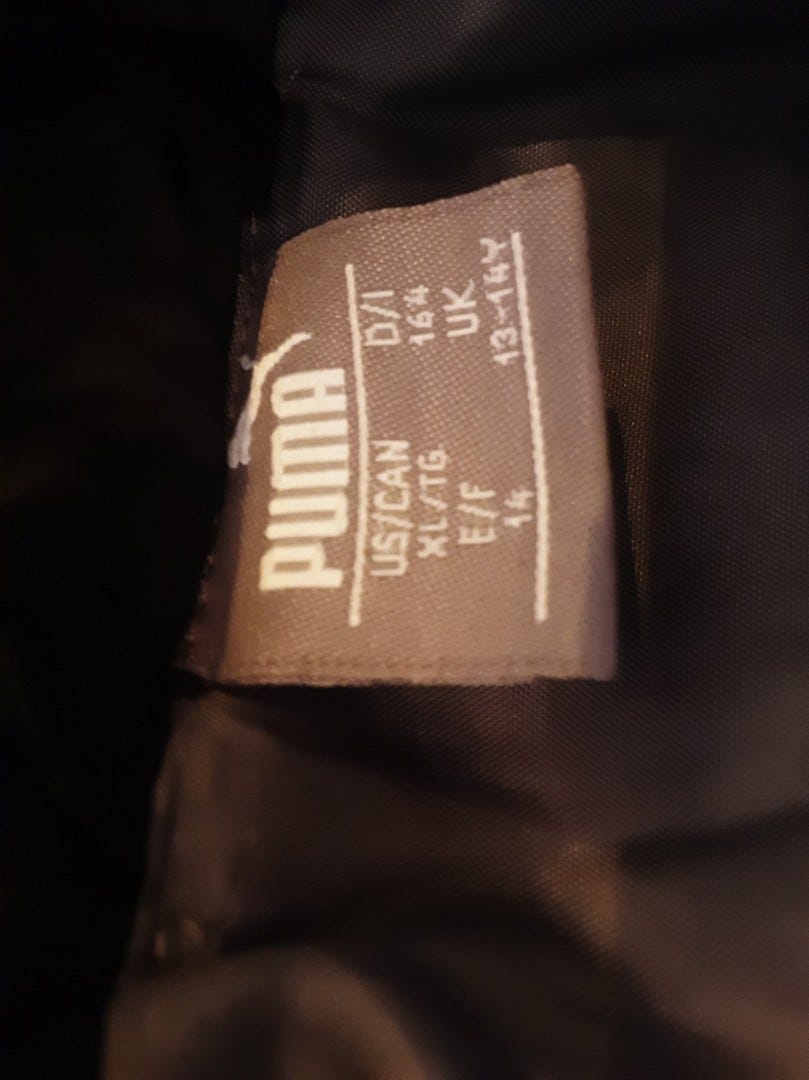 PUMA
US/CAN D/I
XL/TG 164
E/F UK
14 13-14Y